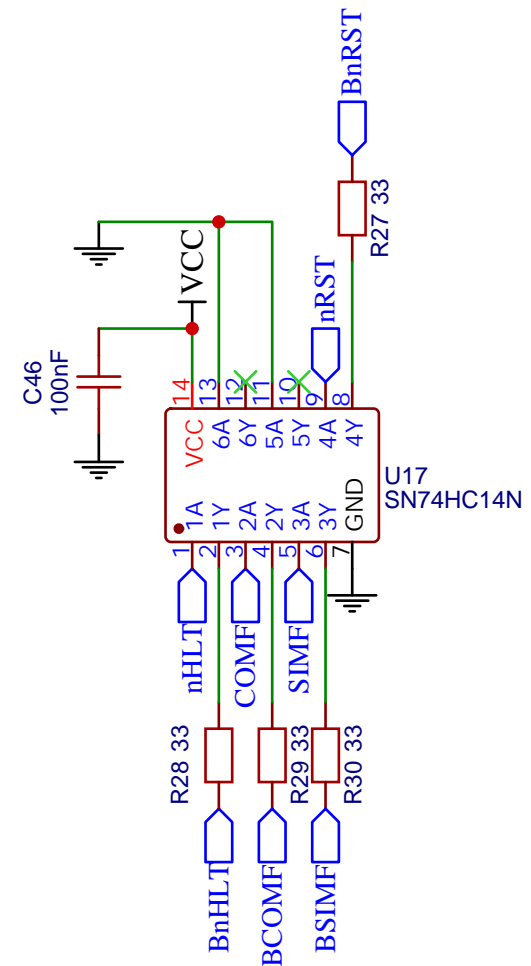 BnRST
R27 33
nRST
VCC
C46
100nF
14
13
12
11
10
9
8
VCC
6A
6Y
5A
5Y
4A
4Y
U17
SN74HC14N
1A
1Y
2A
2Y
3A
3Y
GND
1
2
3
4
5
6
7
nHLT
COMF
SIMF
R28 33
R29 33
R30 33
BnHLT
BCOMF
BSIMF